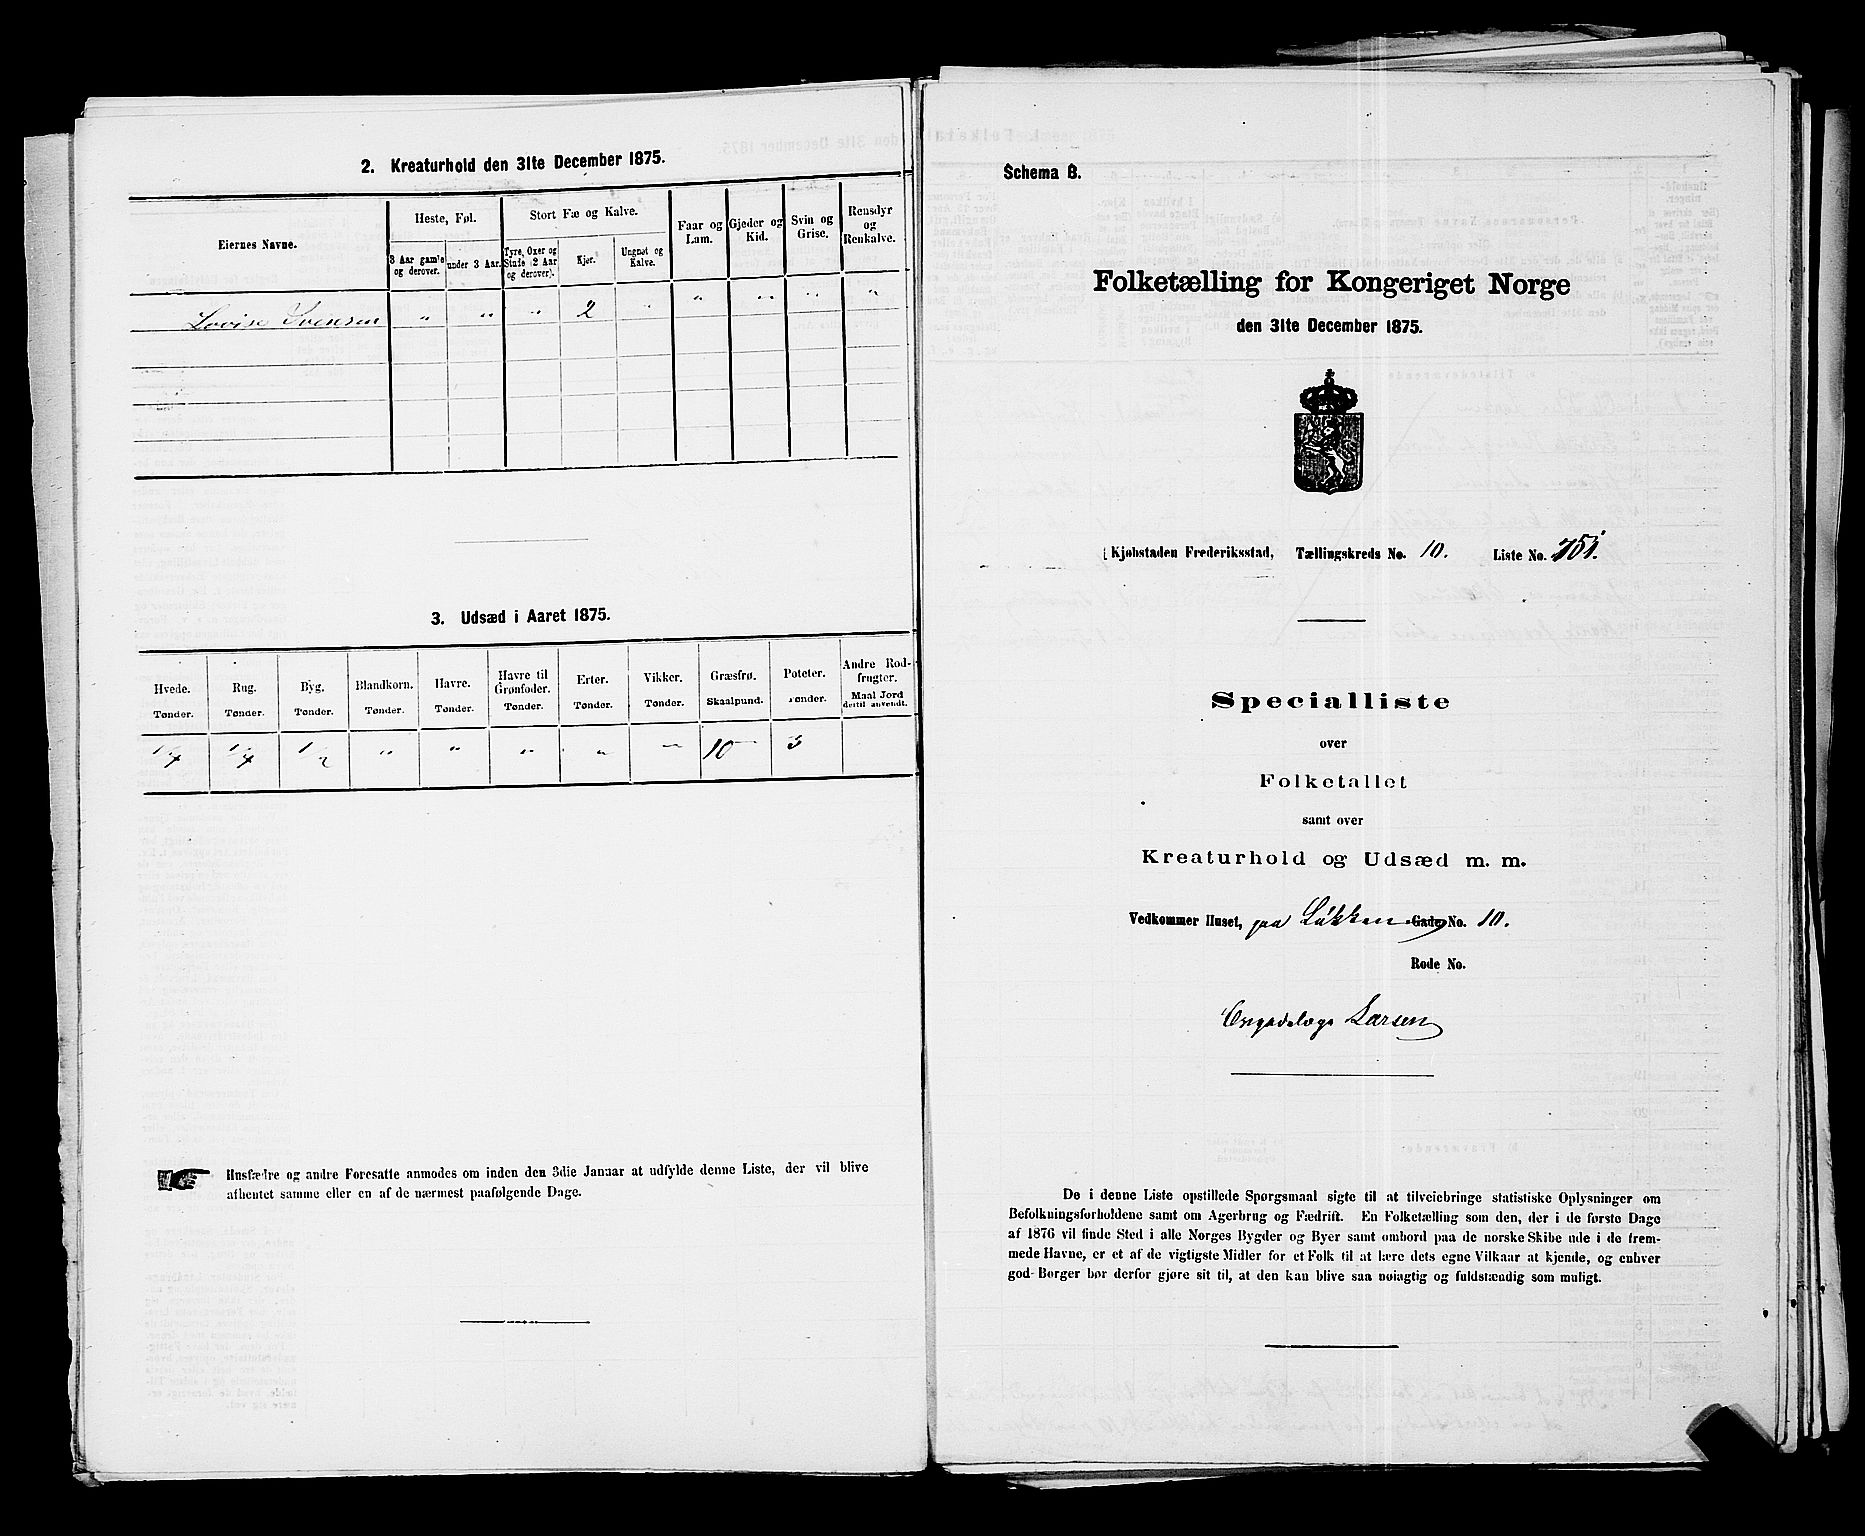 2. Kreaturhold den 31te December 1875.
Eiernes Navne.
Heste, Føl.
Stort Fæ og Kalve.
Faar og Lam.
Gjeder og Kid.
Svin og Grise.
Rensdyr og Renkalve.
3 Aar gamle og derover.
under 3 Aar.
Tyre, Oxer og Stude (2 Aar og derover).
Kjør.
Ungnøt og Kalve.
Lovise Svensen " " " 2 " " " " "
3. Udsæd i Aaret 1875.
Hvede. Rug. Byg. Blandkorn. Havre. Havre til Grønfoder. Erter. Vikker. Græsfrø. Poteter. Andre Rodfrugter.
Tønder. Tønder. Tønder. Tønder. Tønder. Tønder. Tønder. Tønder. Skaalpund. Tønder. Maal Jord dertil anvendt.
1/4 1/4 1/2 " " " " " 10 3
Husfædre og andre Foresatte anmodes om inden den 3die Januar at udfylde denne Liste, der vil blive
afhentet samme eller en af de nærmest paafølgende Dage.
Schema B.
Folketælling for Kongeriget Norge
den 31te December 1875.
i Kjøbstaden Frederiksstad, Tællingskreds No. 10. Liste No. 151.
Specialliste
over
Folketallet
samt over
Kreaturhold og Udsæd m. m.
Vedkommer Huset, paa Løkken Gade No. 10.
Rode No.
Larsen
De i denne Liste opstillede Spørgsmaal sigte til at tilveiebringe statistiske Oplysninger om
Befolkningsforholdene samt om Agerbrug og Fædrift. En Folketælling som den, der i de første Dage
af 1876 vil finde Sted i alle Norges Bygder og Byer samt ombord paa de norske Skibe ude i de frem-
mede Havne, er et af de vigtigste Midler for et Folk til at lære dets egne Vilkaar at kjende, og enhver
god Borger bør derfor gjøre sit til, at den kan blive saa nøiagtig og fuldstændig som muligt.